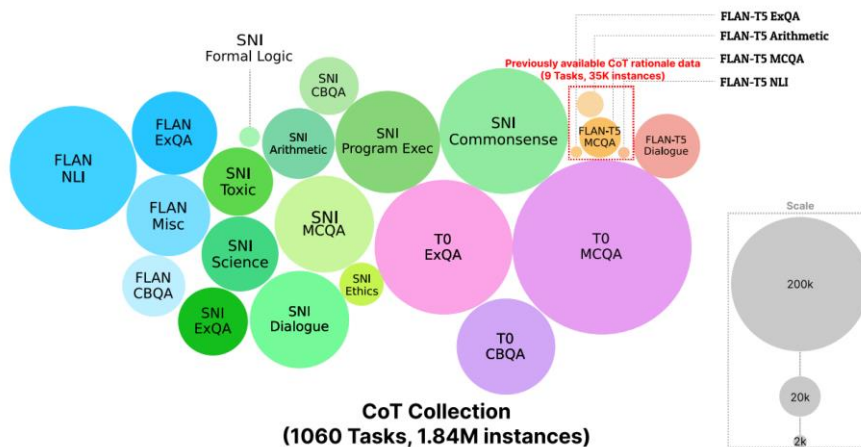 FLAN-T5 ExQA
FLAN-T5 Arithmetic
FLAN-T5 MCQA
FLAN-T5 NLI
Previously available CoT rationale data
(9 Tasks, 35K instances)
SNI
Formal Logic
SNI
CBQA
FLAN
NLI
FLAN
ExQA
SNI
Arithmetic
SNI
Program Exec
SNI
Commonsense
FLAN-T5
MCQA
FLAN-T5
Dialogue
SNI
Toxic
FLAN
Misc
SNI
MCQA
SNI
Science
T0
ExQA
T0
MCQA
FLAN
CBQA
SNI
Ethics
SNI
ExQA
SNI
Dialogue
T0
CBQA
Scale
200k
20k
2k
CoT Collection
(1060 Tasks, 1.84M instances)